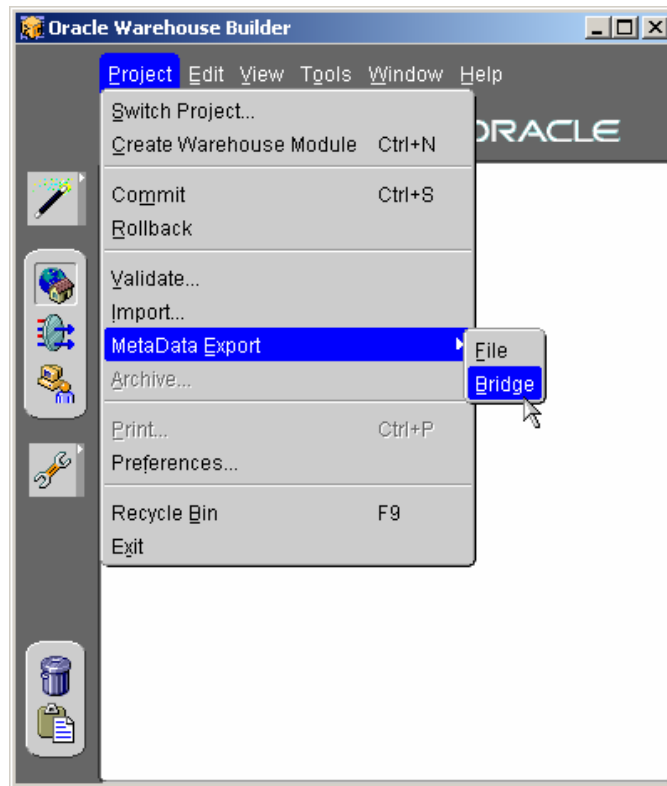 Oracle Warehouse Builder
Project Edit View Tools Window Help
ORACLE
Switch Project...
Create Warehouse Module Ctrl+N
Commit Ctrl+S
Rollback
Validate...
Import...
MetaData Export
File
Archive...
Bridge
Print... Ctrl+P
Preferences...
Recycle Bin F9
Exit